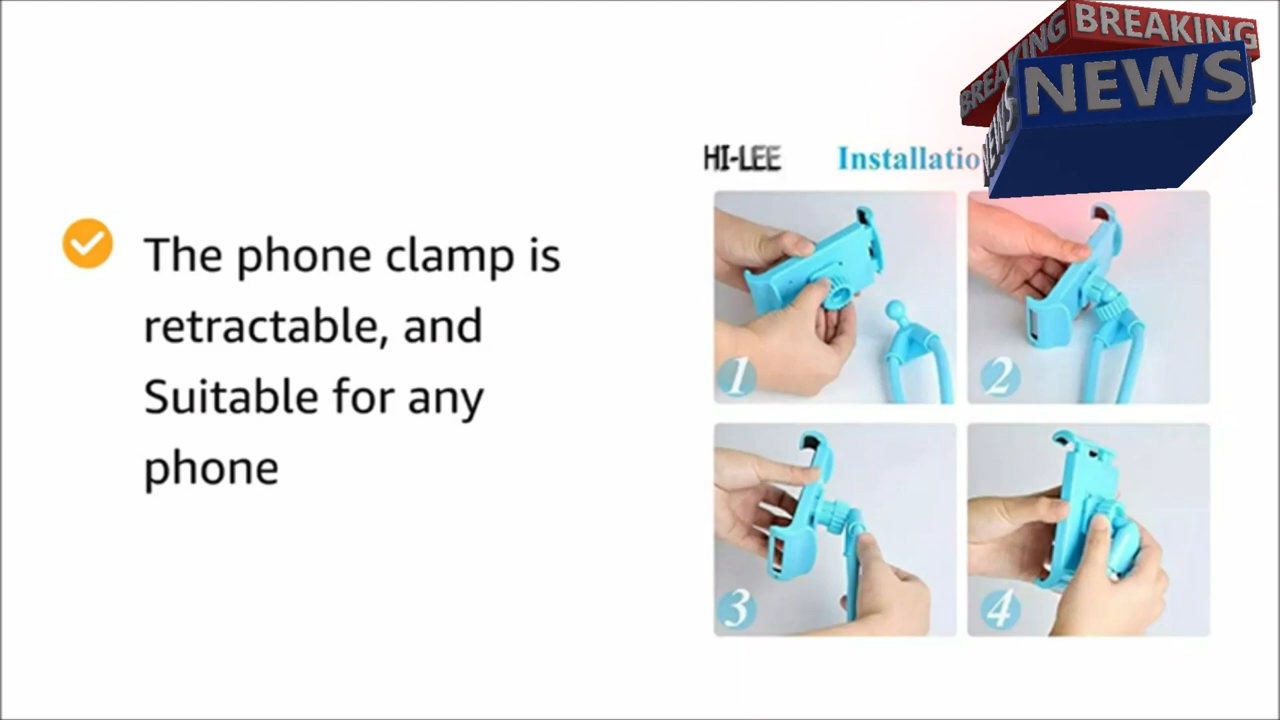 BREAKING
BREAKING
NEWS
NEWS
HI-LEE
Installatio
The phone clamp is
retractable, and
Suitable for any
phone
1
2
3
4